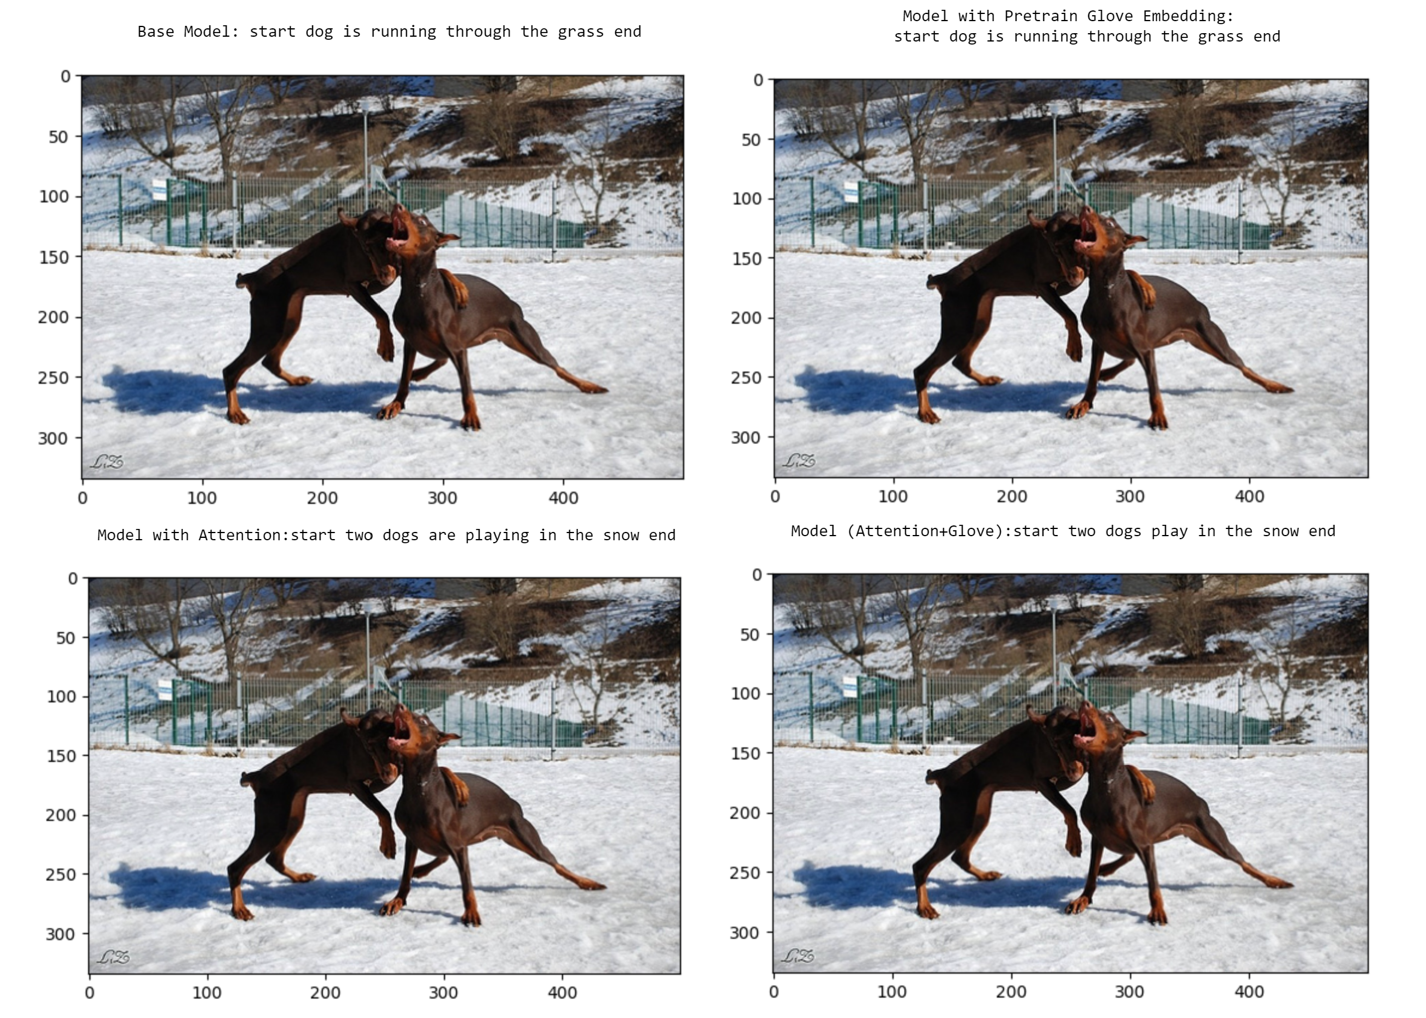 Base Model: start dog is running through the grass end
Model with Pretrain Glove Embedding:
start dog is running through the grass end
0
50
100
150
200
250
300
0 100 200 300 400
LiZ
0
50
100
150
200
250
300
0 100 200 300 400
LiZ
Model with Attention:start two dogs are playing in the snow end
Model (Attention+Glove):start two dogs play in the snow end
0
50
100
150
200
250
300
0 100 200 300 400
LiZ
0
50
100
150
200
250
300
0 100 200 300 400
LiZ